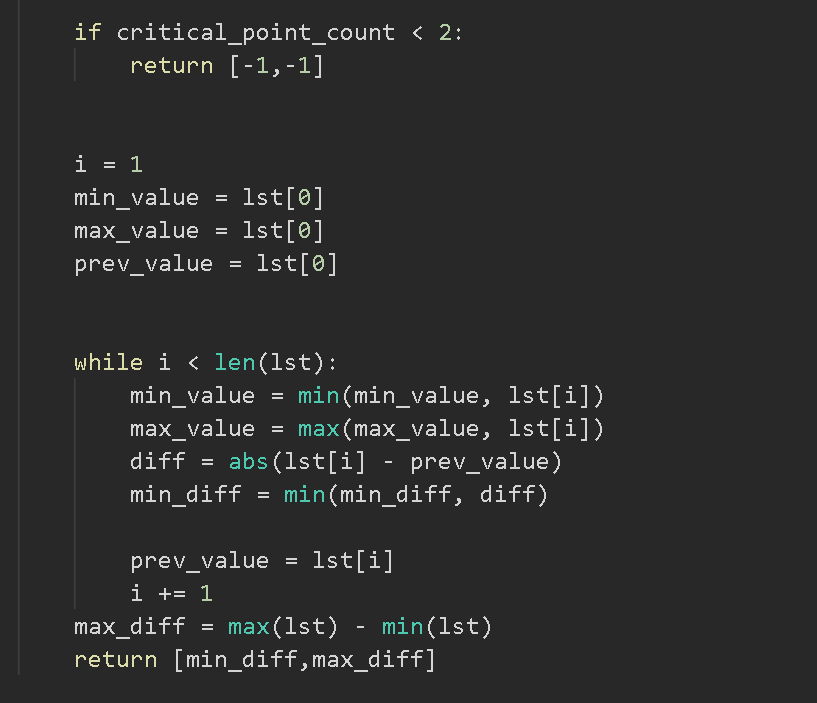 if critical_point_count < 2:
return [-1,-1]
i = 1
min_value = lst[0]
max_value = lst[0]
prev_value = lst[0]
while i < len(lst):
min_value = min(min_value, lst[i])
max_value = max(max_value, lst[i])
diff = abs(lst[i] - prev_value)
min_diff = min(min_diff, diff)
prev_value = lst[i]
i += 1
max_diff = max(lst) - min(lst)
return [min_diff,max_diff]